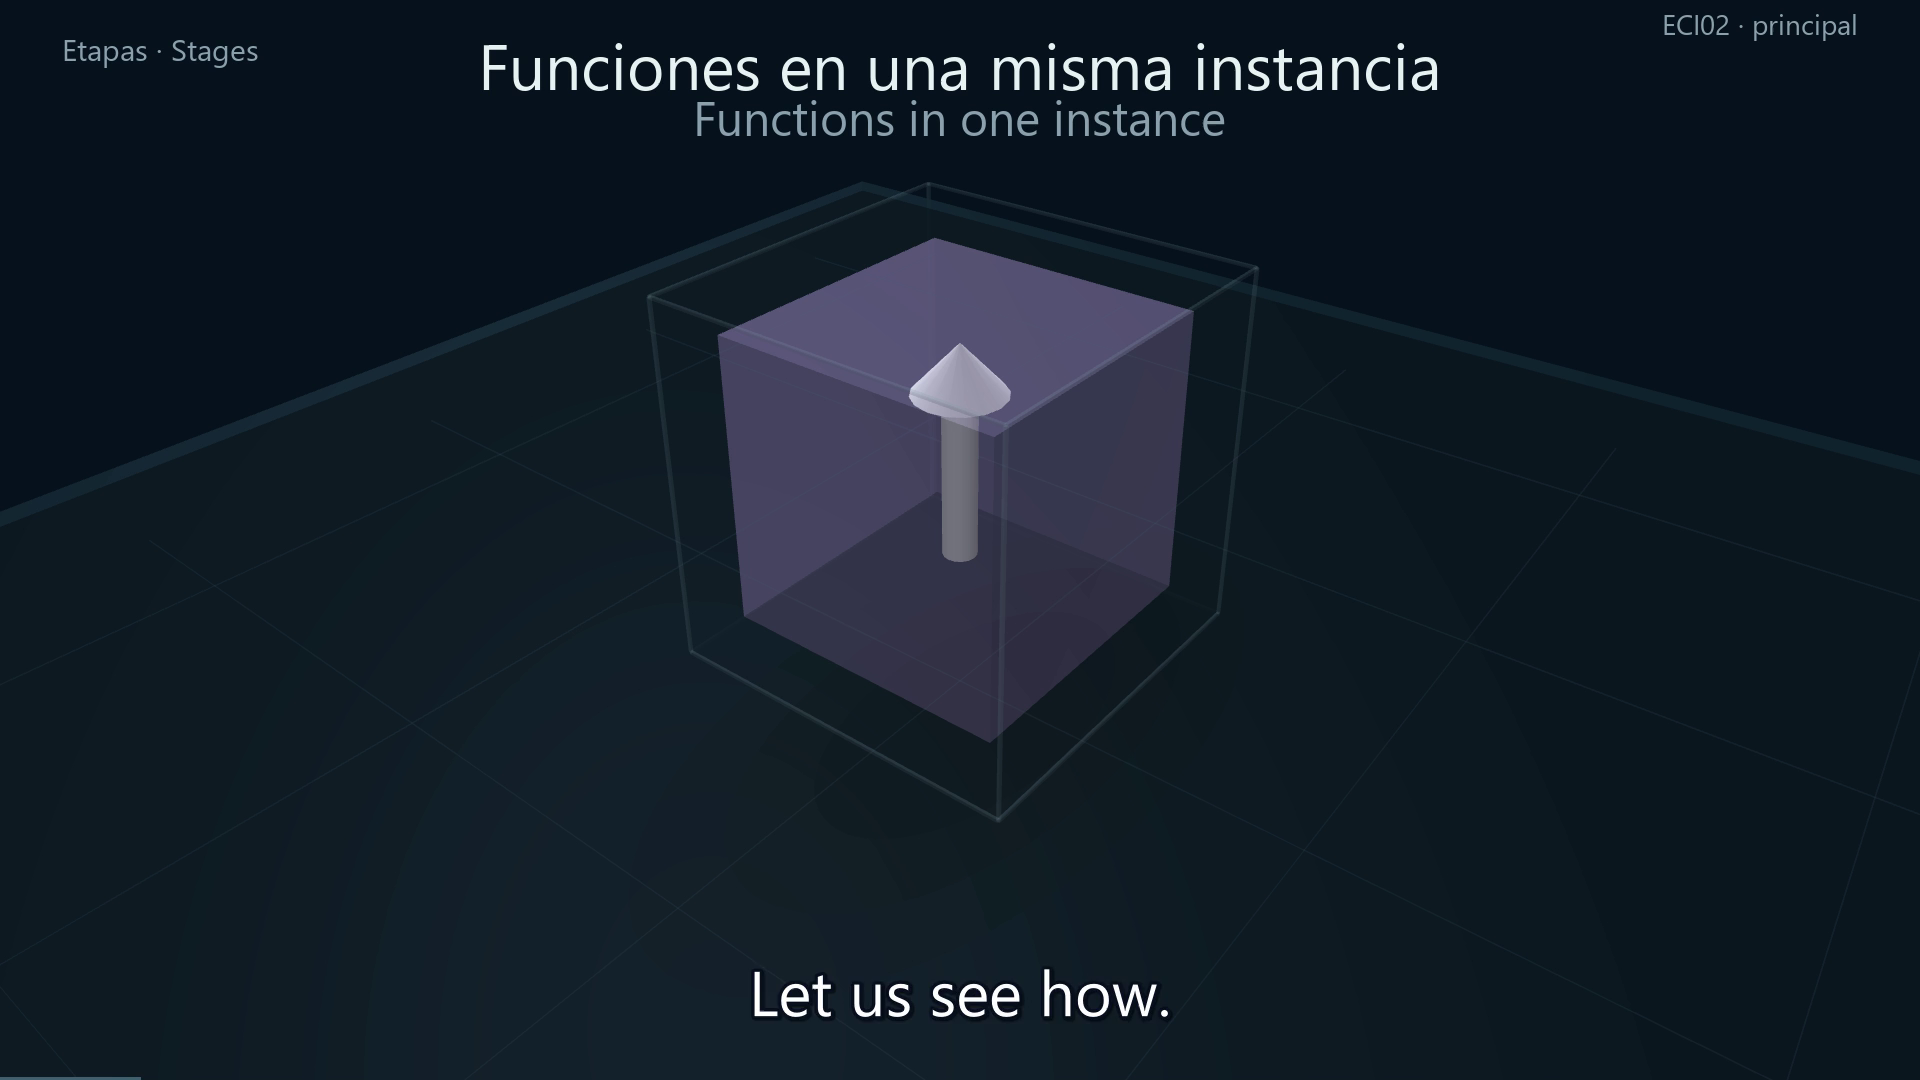 Etapas · Stages
ECI02 · principal
Funciones en una misma instancia
Functions in one instance
Let us see how.